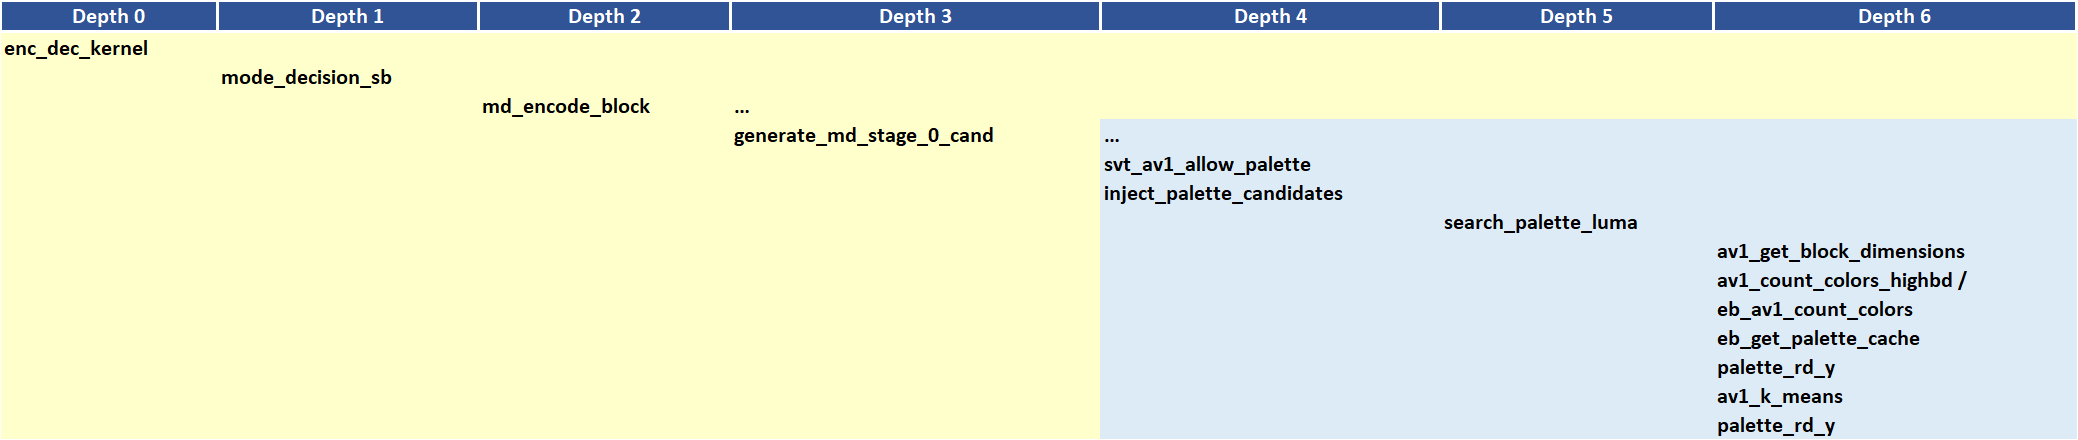 Depth 0 Depth 1 Depth 2 Depth 3 Depth 4 Depth 5 Depth 6
enc_dec_kernel
mode_decision_sb
md_encode_block ...
generate_md_stage_0_cand ...
svt_av1_allow_palette
inject_palette_candidates
search_palette_luma
av1_get_block_dimensions
av1_count_colors_highbd /
eb_av1_count_colors
eb_get_palette_cache
palette_rd_y
av1_k_means
palette_rd_y